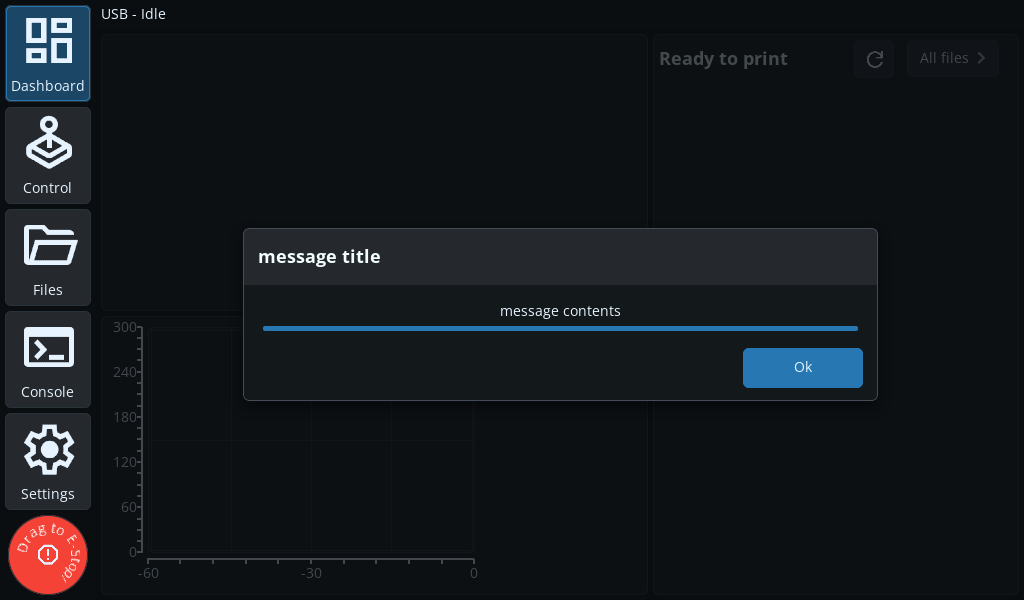 USB - Idle
Dashboard
Control
Files
Console
Settings
Drag to E-Stop!
Ready to print
All files
message title
message contents
Ok
300
240
180
120
60
0
-60 -30 0